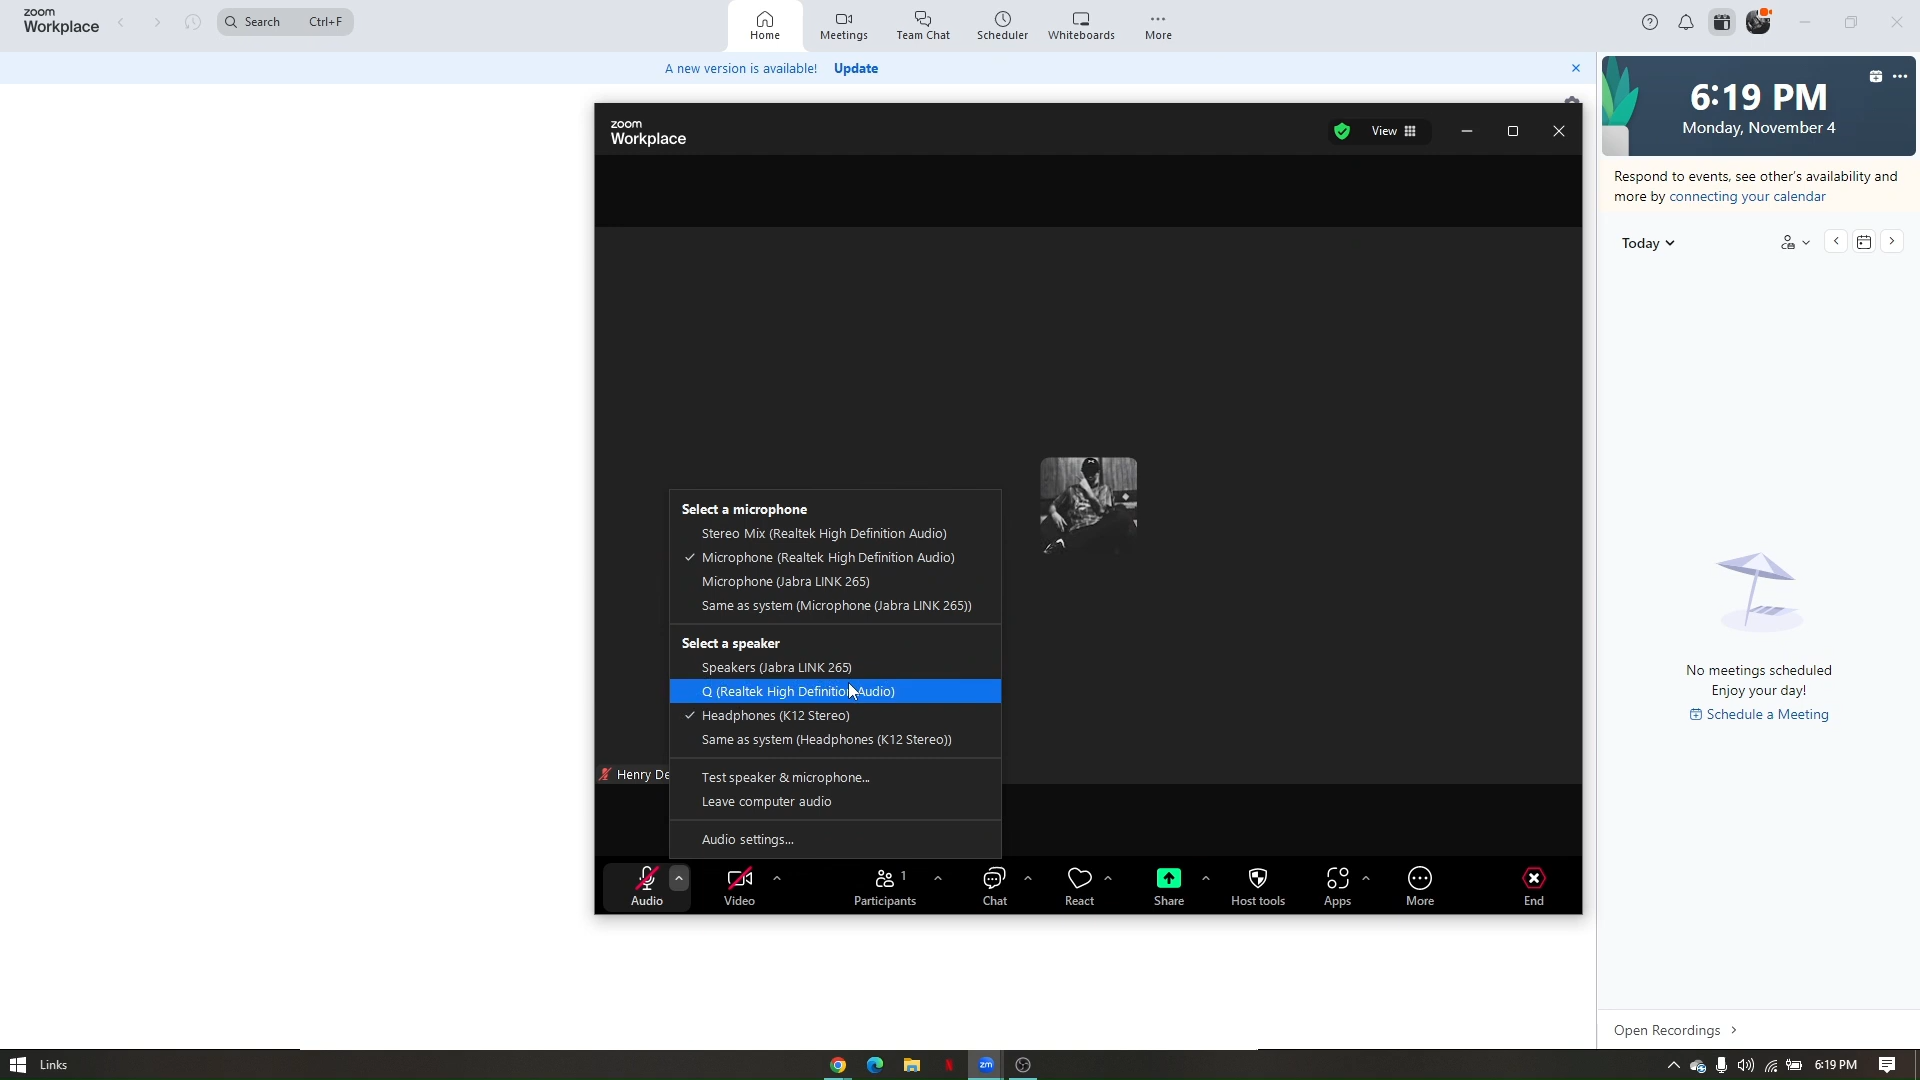 zoom
Workplace
Search Ctrl+F
Home
Meetings
Team Chat
Scheduler
Whiteboards
More
A new version is available! Update
6:19 PM
Monday, November 4
Respond to events, see other's availability and
more by connecting your calendar
Today
No meetings scheduled
Enjoy your day!
Schedule a Meeting
Open Recordings
zoom
Workplace
View
Select a microphone
Stereo Mix (Realtek High Definition Audio)
Microphone (Realtek High Definition Audio)
Microphone (Jabra LINK 265)
Same as system (Microphone (Jabra LINK 265))
Select a speaker
Speakers (Jabra LINK 265)
Q (Realtek High Definition Audio)
Headphones (K12 Stereo)
Same as system (Headphones (K12 Stereo))
Test speaker & microphone...
Leave computer audio
Audio settings...
Henry De
Audio
Video
1
Participants
Chat
React
Share
Host tools
Apps
More
End
Links
zm
6:19 PM